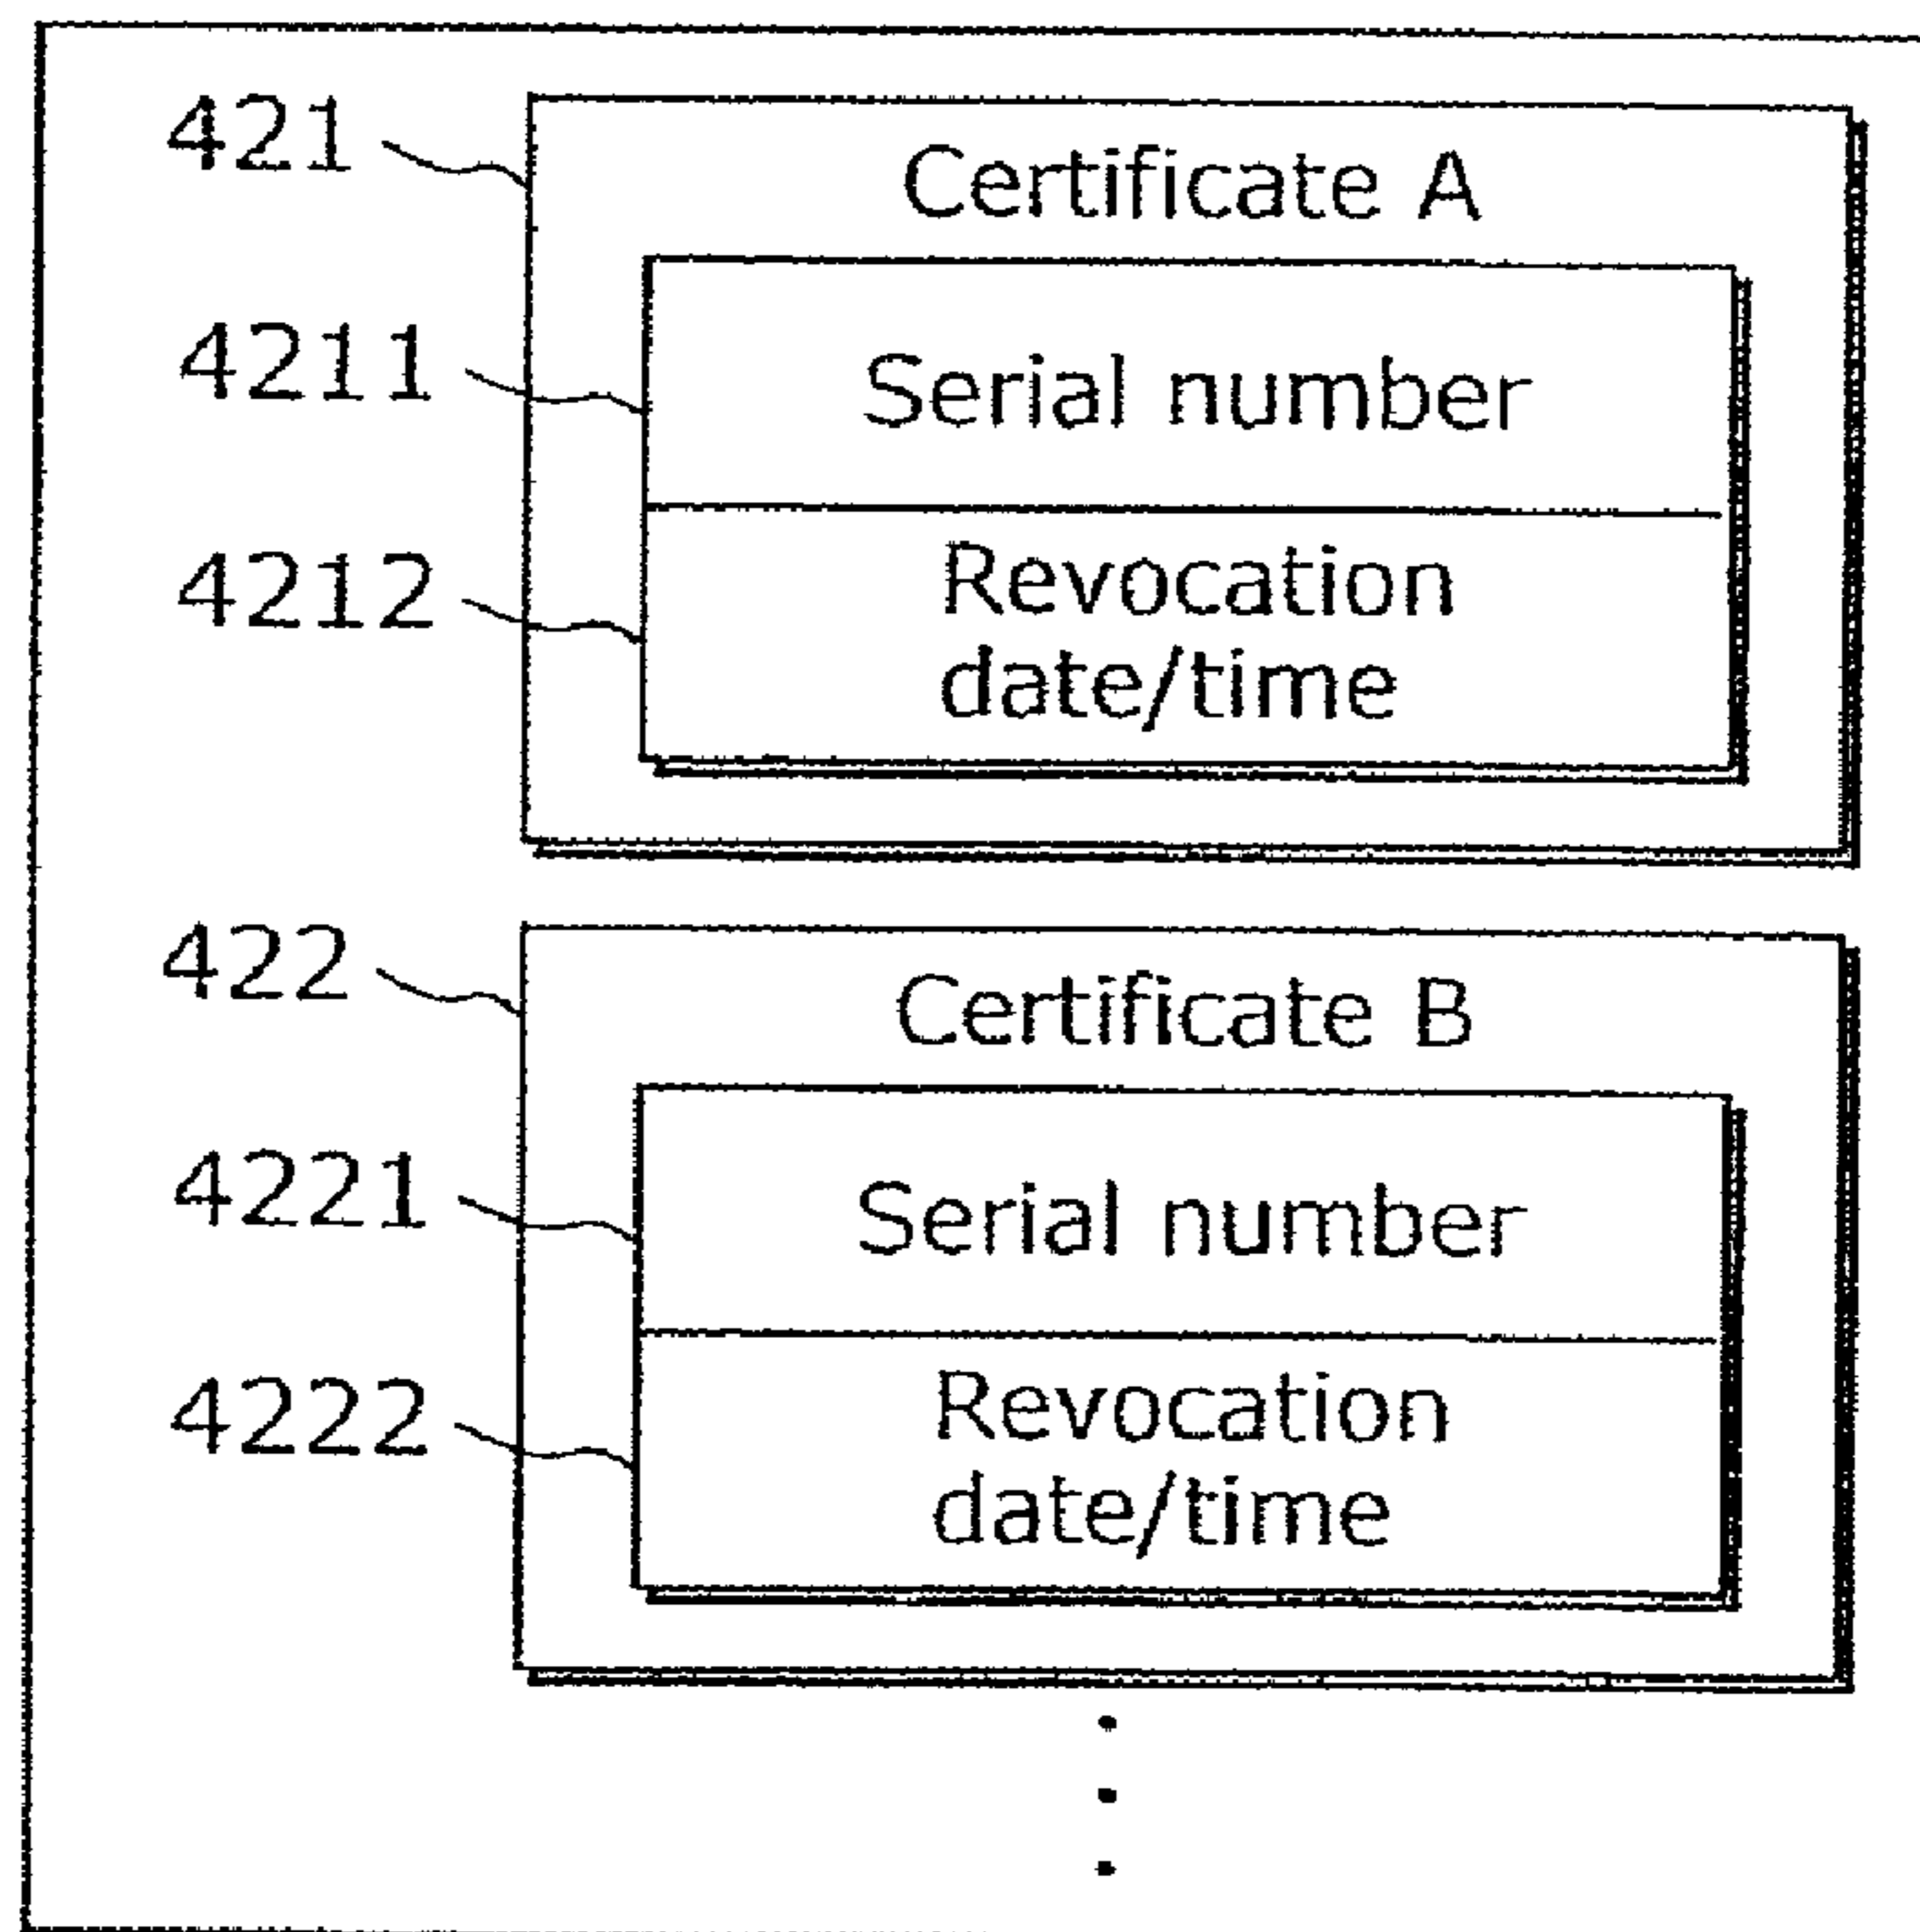 421
Certificate A
4211
Serial number
4212
Revocation
date/time
422
Certificate B
4221
Serial number
4222
Revocation
date/time